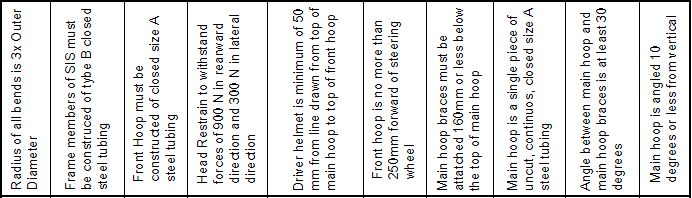 Radius of all bends is 3x Outer
Diameter
Frame members of SIS must
be construced of tybe B closed
steel tubing
Front Hoop must be
constructed of closed size A
steel tubing
Head Restrain to withstand
forces of 900 N in rearward
direction and 300 N in lateral
direction
Driver helmet is minimum of 50
mm from line drawn from top of
main hoop to top of front hoop
Front hoop is no more than
250mm forward of steering
wheel
Main hoop braces must be
attatched 160mm or less below
the top of main hoop
Main hoop is a single piece of
uncut, continuos, closed size A
steel tubing
Angle between main hoop and
main hoop braces is at least 30
degrees
Main hoop is angled 10
degrees or less from vertical